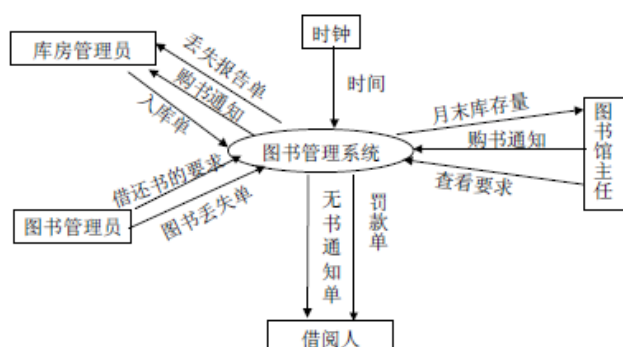 时钟
库房管理员
丢失报告单
购书通知
入库单
时间
月末库存量
购书通知
查看要求
图书馆主任
图书管理系统
借还书的要求
图书丢失单
图书管理员
无书通知单
罚款单
借阅人